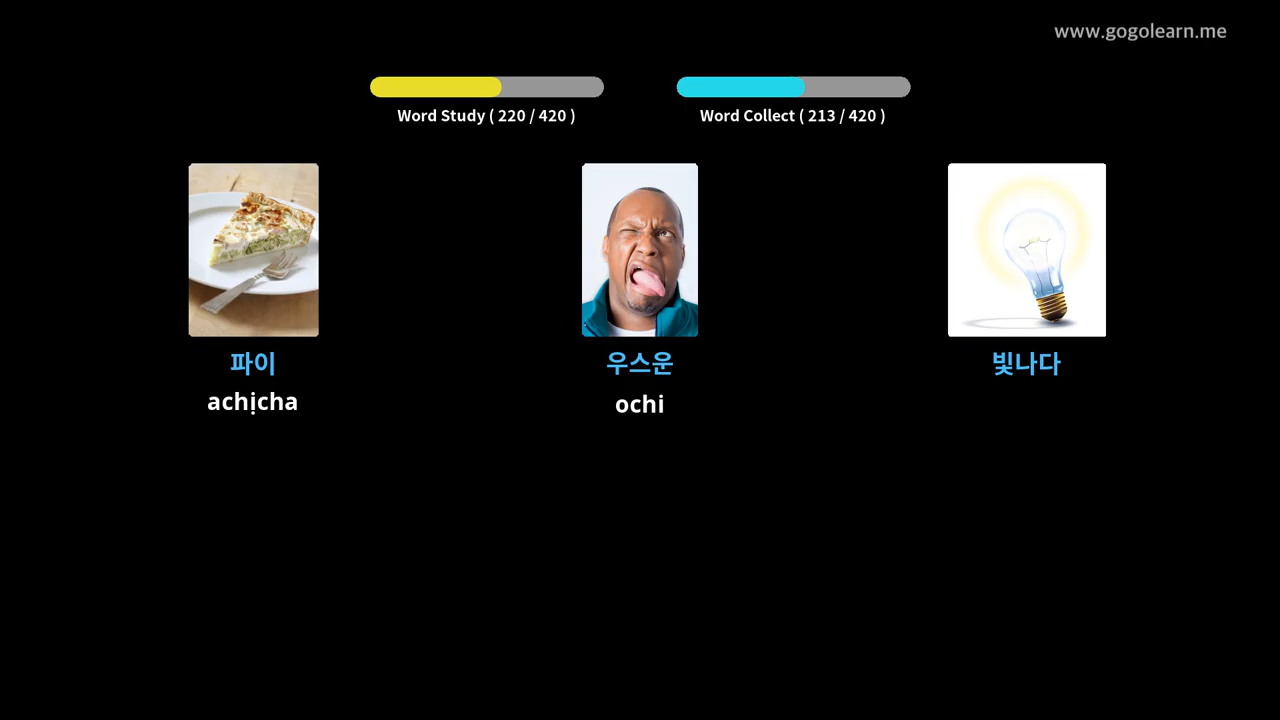 www.gogolearn.me
Word Study ( 220 / 420 )
Word Collect ( 213 / 420 )
파이
우스운
빛나다
achịcha
ochi